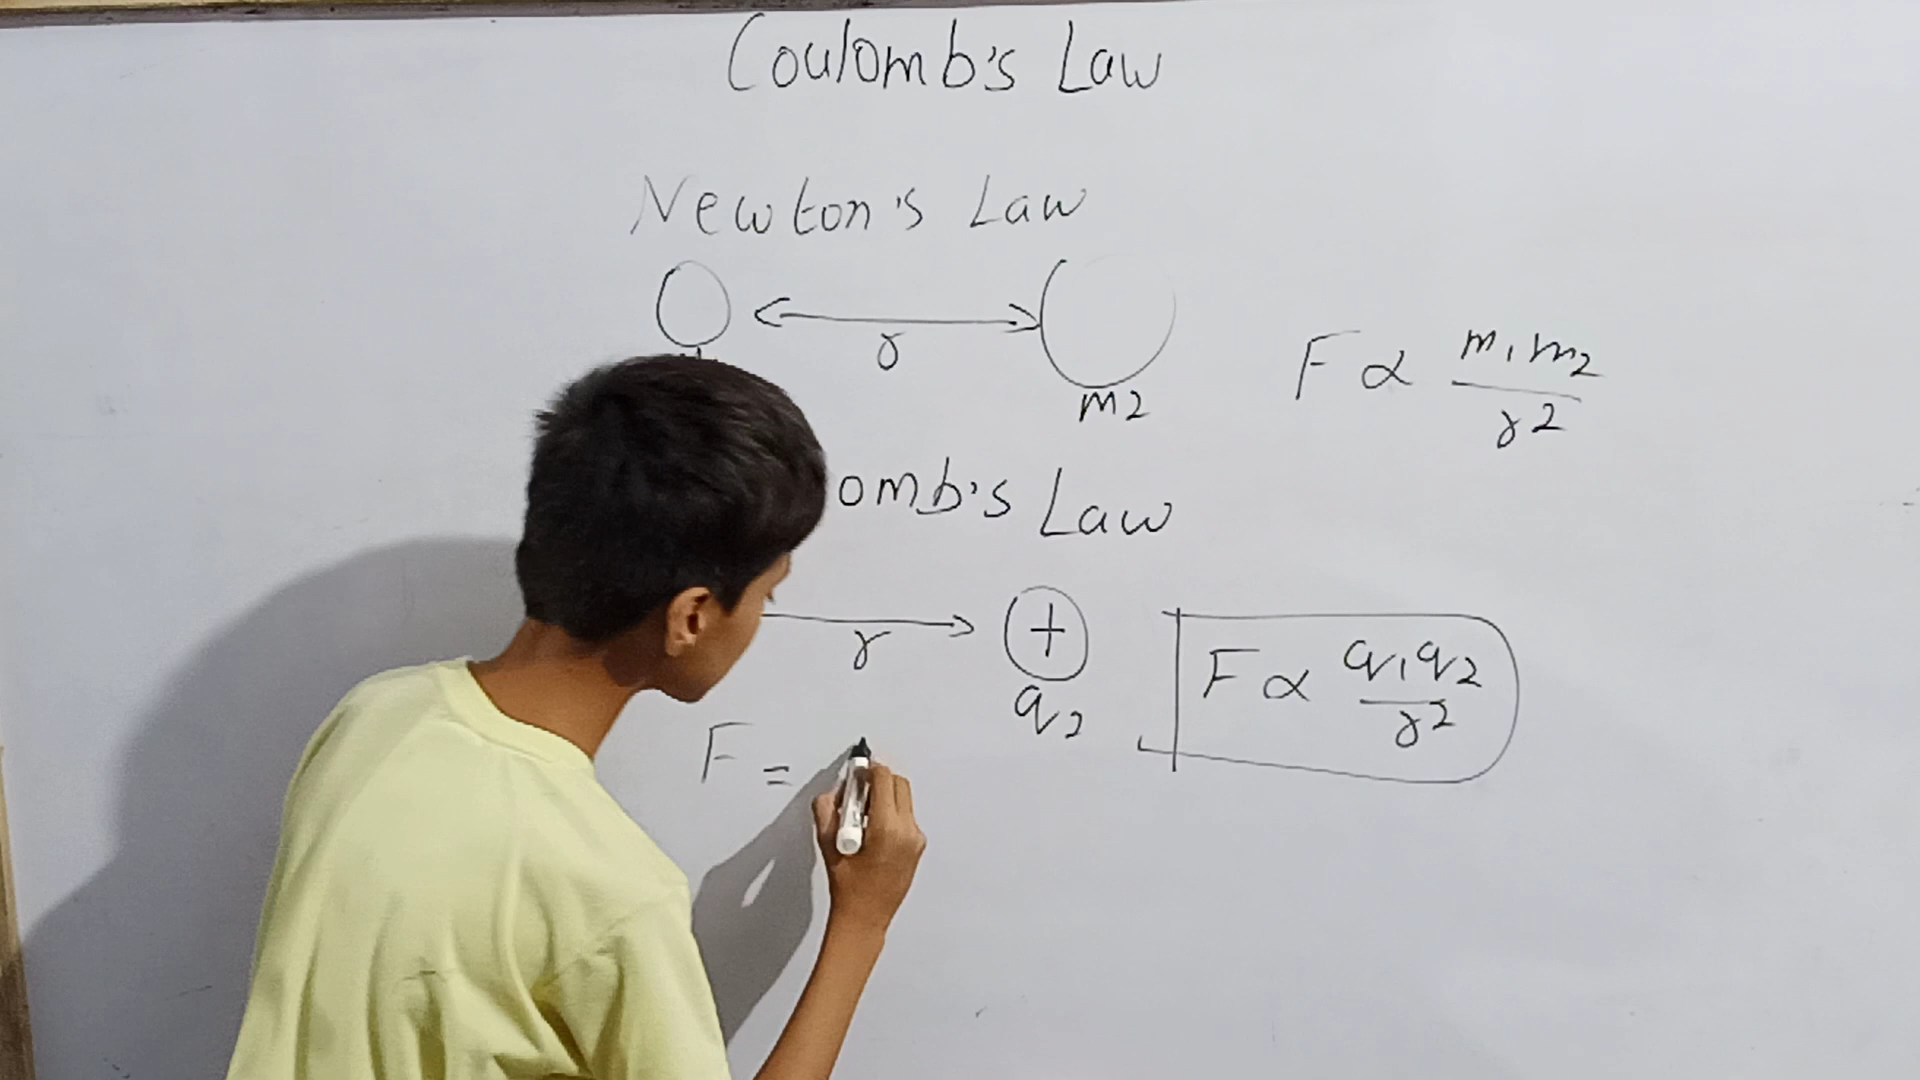 Coulomb's Law
Newton's Law
r
m2
F ∝ m1m2
r2
omb's Law
+
r
q2
F ∝ q1q2
r2
F =